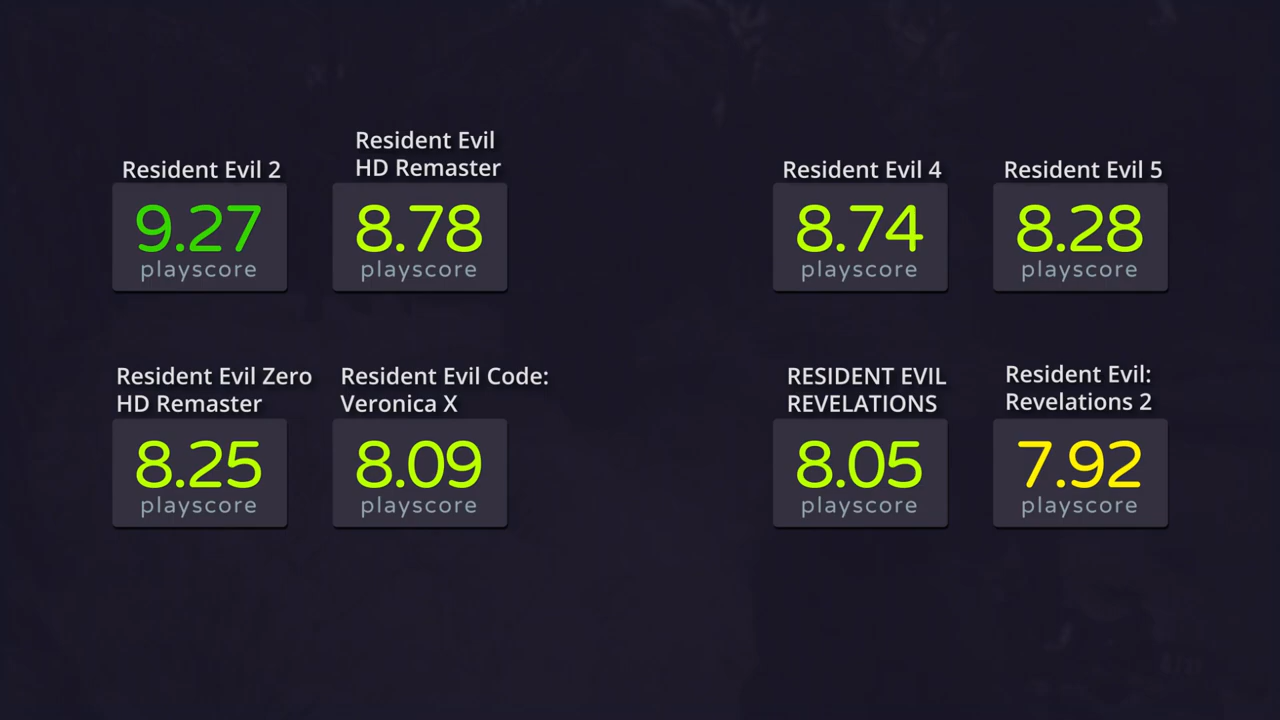 Resident Evil 2
9.27
playscore
Resident Evil
HD Remaster
8.78
playscore
Resident Evil 4
8.74
playscore
Resident Evil 5
8.28
playscore
Resident Evil Zero
HD Remaster
8.25
playscore
Resident Evil Code:
Veronica X
8.09
playscore
RESIDENT EVIL
REVELATIONS
8.05
playscore
Resident Evil:
Revelations 2
7.92
playscore